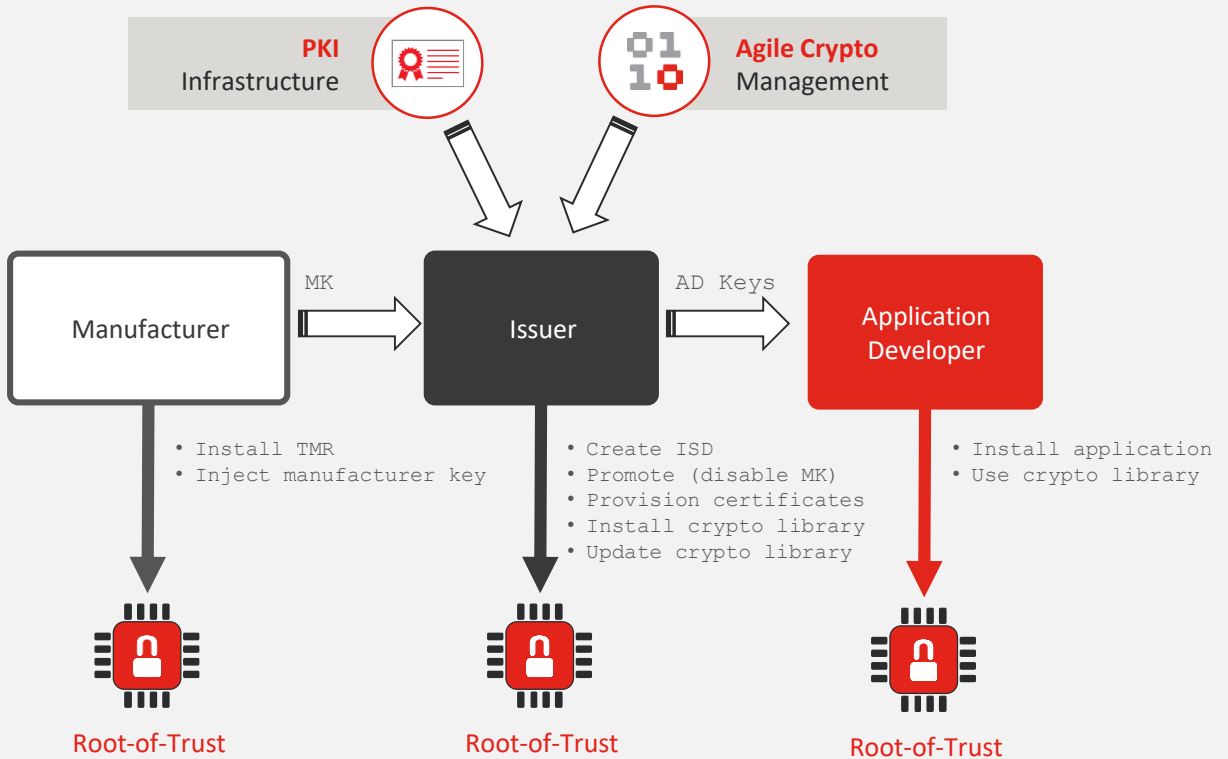 PKI
Infrastructure
01
10
Agile Crypto
Management
Manufacturer
MK
Issuer
AD Keys
Application
Developer
• Install TMR
• Inject manufacturer key
• Create ISD
• Promote (disable MK)
• Provision certificates
• Install crypto library
• Update crypto library
• Install application
• Use crypto library
Root-of-Trust
Root-of-Trust
Root-of-Trust